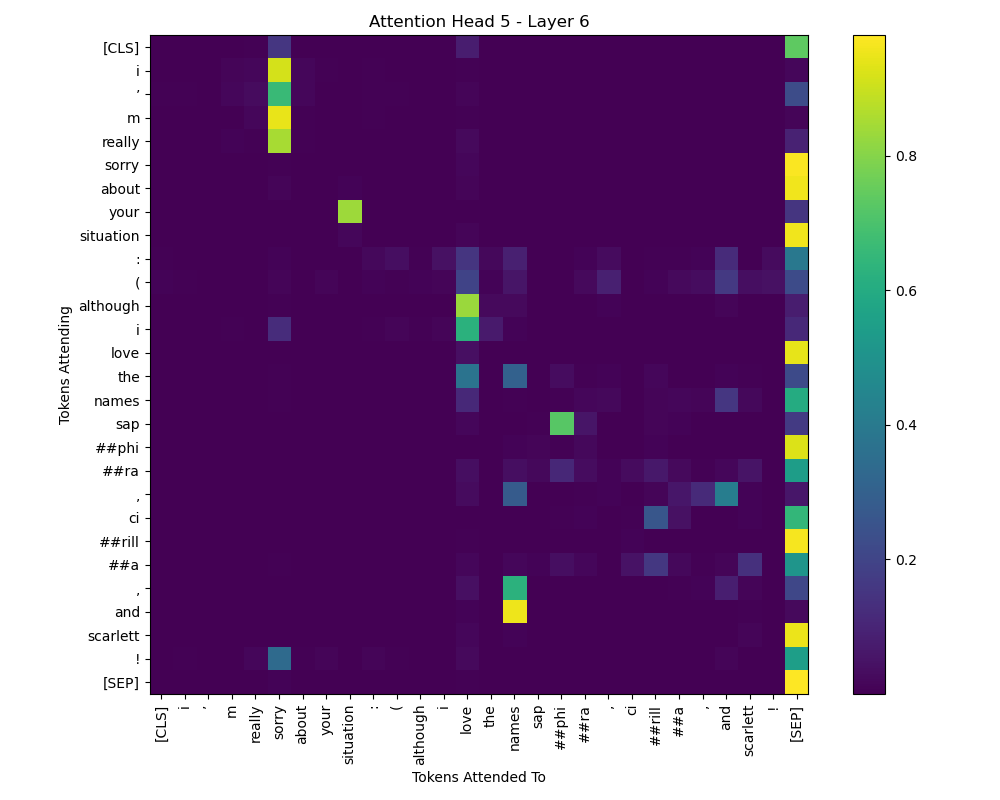 Attention Head 5 - Layer 6
Tokens Attending
[CLS]
i
’
m
really
sorry
about
your
situation
:
(
although
i
love
the
names
sap
##phi
##ra
,
ci
##rill
##a
,
and
scarlett
!
[SEP]
[CLS]
i
’
m
really
sorry
about
your
situation
:
(
although
i
love
the
names
sap
##phi
##ra
,
ci
##rill
##a
,
and
scarlett
!
[SEP]
Tokens Attended To
0.8
0.6
0.4
0.2